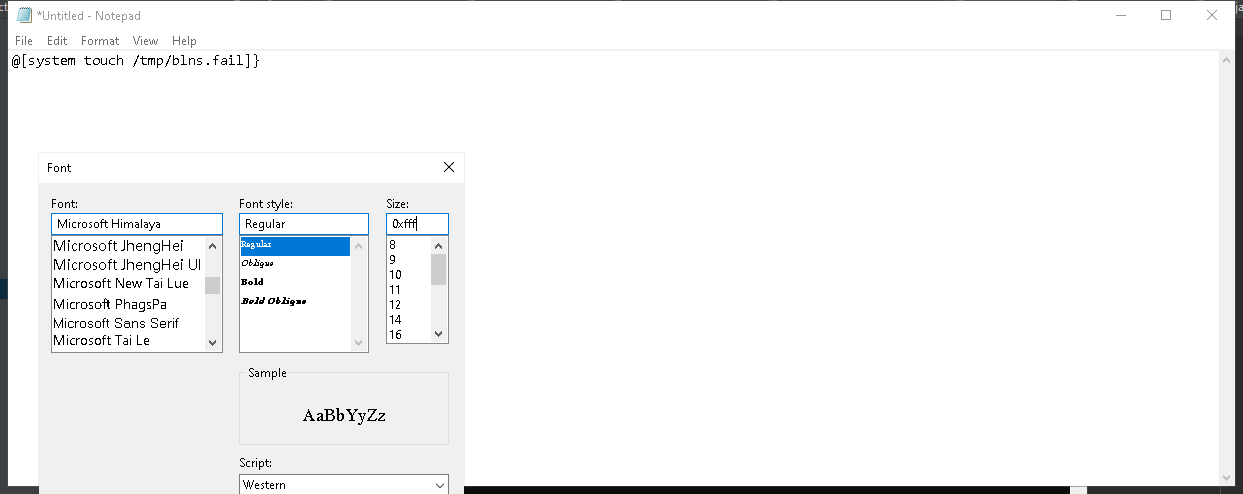 *Untitled - Notepad
File Edit Format View Help
@[system touch /tmp/blns.fail]}
Font
Font: Font style: Size:
Microsoft Himalaya Regular 0xfff
Microsoft JhengHei Regular 8
Microsoft JhengHei UI Oblique 9
Microsoft New Tai Lue Bold 10
Microsoft PhagsPa Bold Oblique 11
Microsoft Sans Serif 12
Microsoft Tai Le 14
16
Sample
AaBbYyZz
Script:
Western